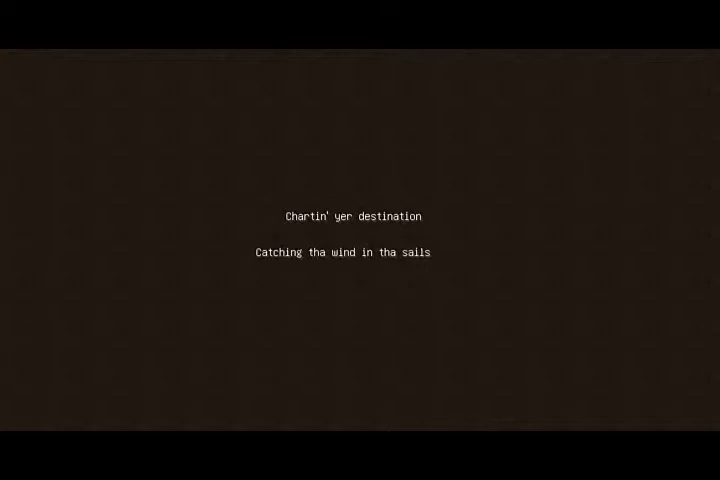 Chartin' yer destination
Catching tha wind in tha sails